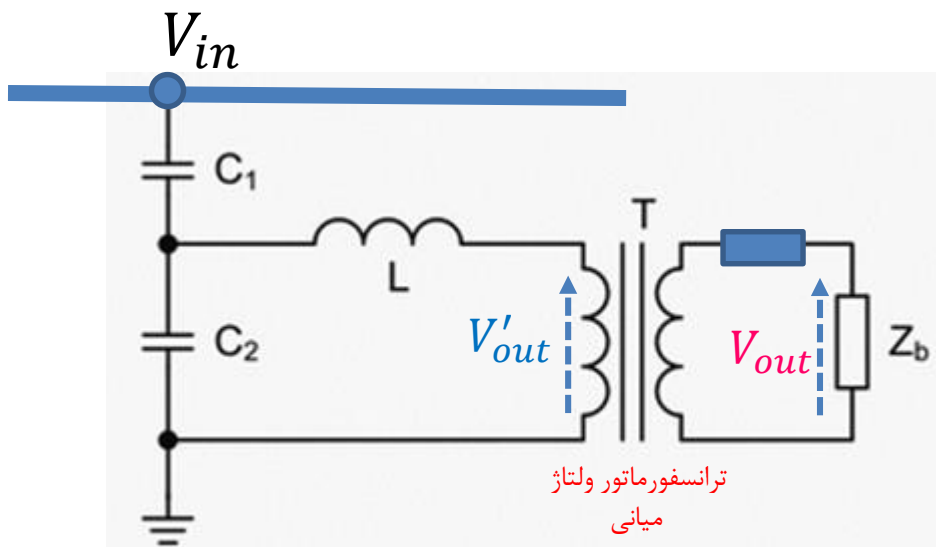 V_in
C₁
T
L
C₂
V'_out
V_out
Z_b
ترانسفورماتور ولتاژ
میانی